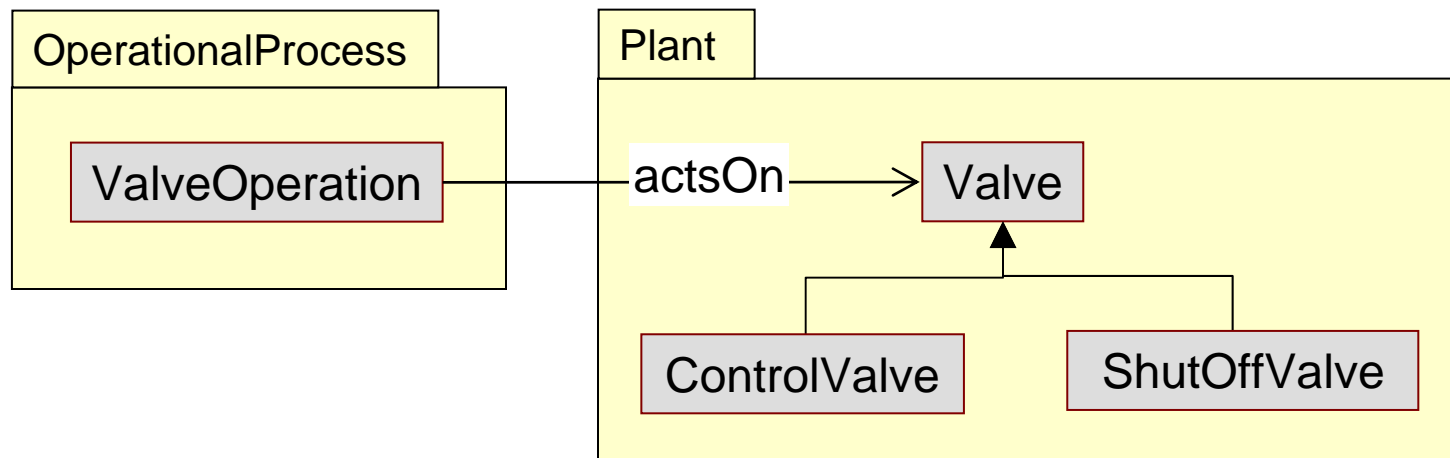 OperationalProcess
Plant
ValveOperation
actsOn
Valve
ControlValve
ShutOffValve